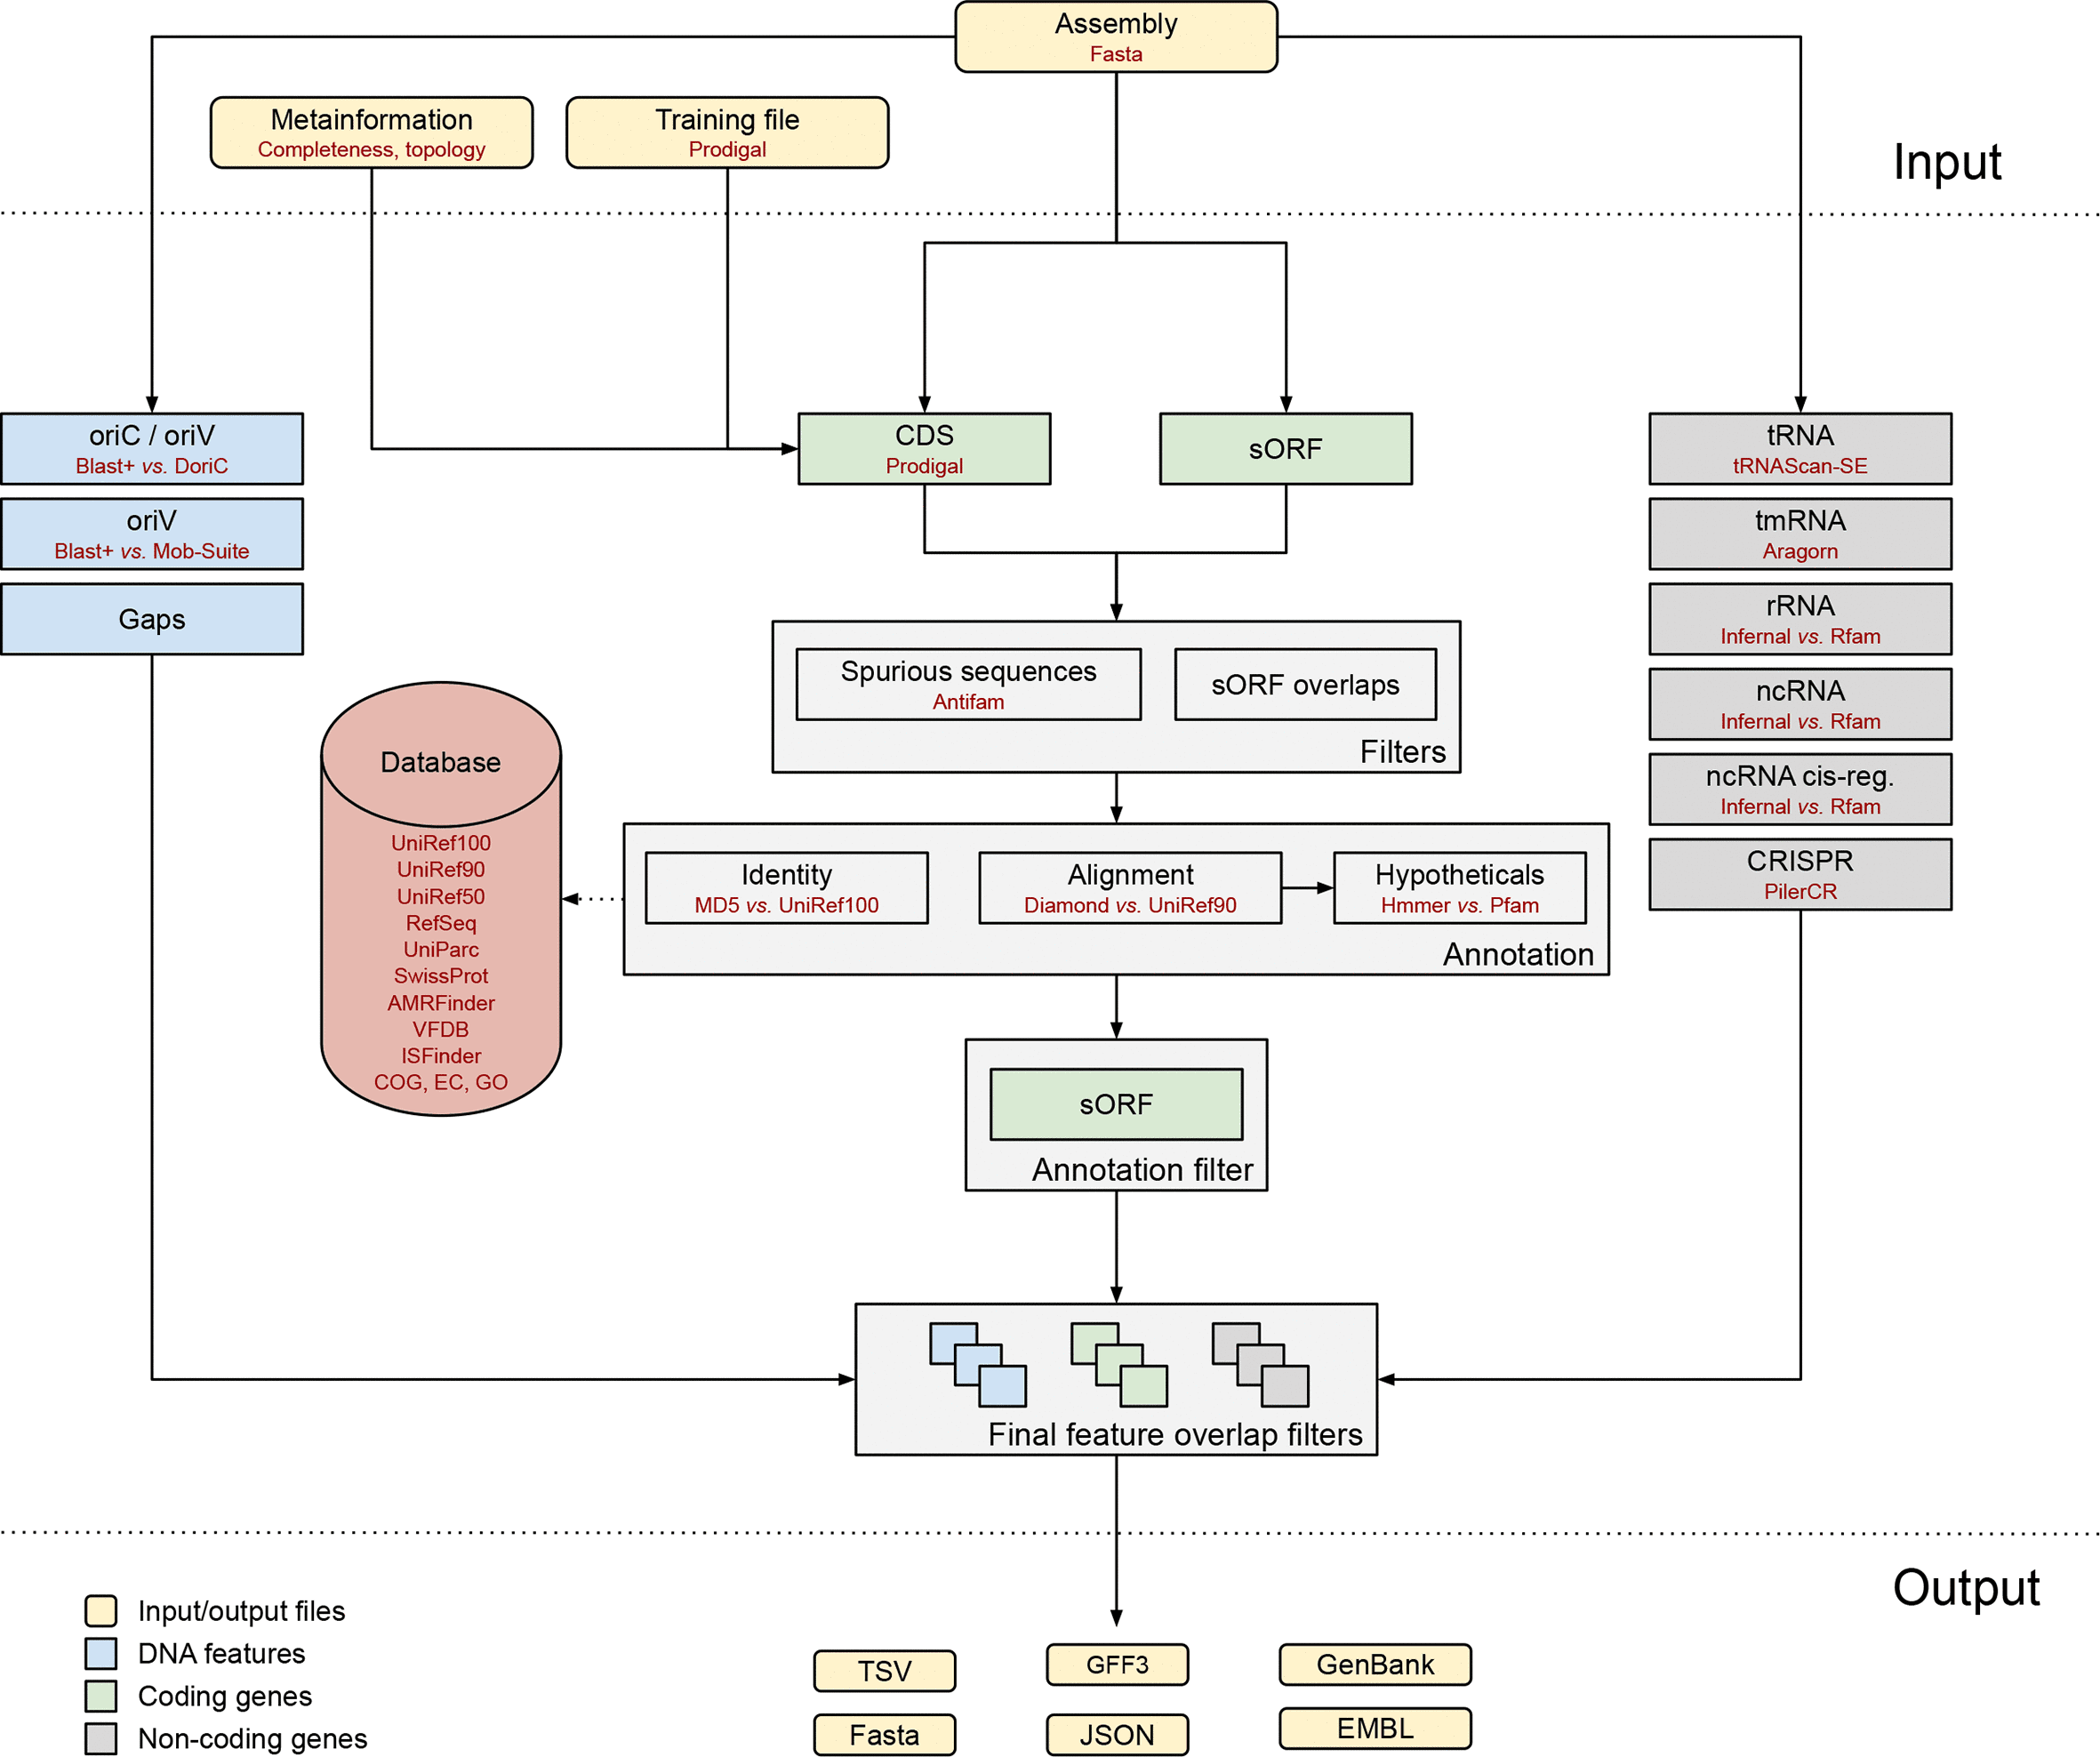 Assembly
Fasta
Metainformation
Completeness, topology
Training file
Prodigal
Input
oriC / oriV
Blast+ vs. DoriC
oriV
Blast+ vs. Mob-Suite
Gaps
CDS
Prodigal
sORF
tRNA
tRNAScan-SE
tmRNA
Aragorn
rRNA
Infernal vs. Rfam
ncRNA
Infernal vs. Rfam
ncRNA cis-reg.
Infernal vs. Rfam
CRISPR
PilerCR
Spurious sequences
Antifam
sORF overlaps
Filters
Database
UniRef100
UniRef90
UniRef50
RefSeq
UniParc
SwissProt
AMRFinder
VFDB
ISFinder
COG, EC, GO
Identity
MD5 vs. UniRef100
Alignment
Diamond vs. UniRef90
Hypotheticals
Hmmer vs. Pfam
Annotation
sORF
Annotation filter
Final feature overlap filters
Output
Input/output files
DNA features
Coding genes
Non-coding genes
TSV
GFF3
GenBank
Fasta
JSON
EMBL